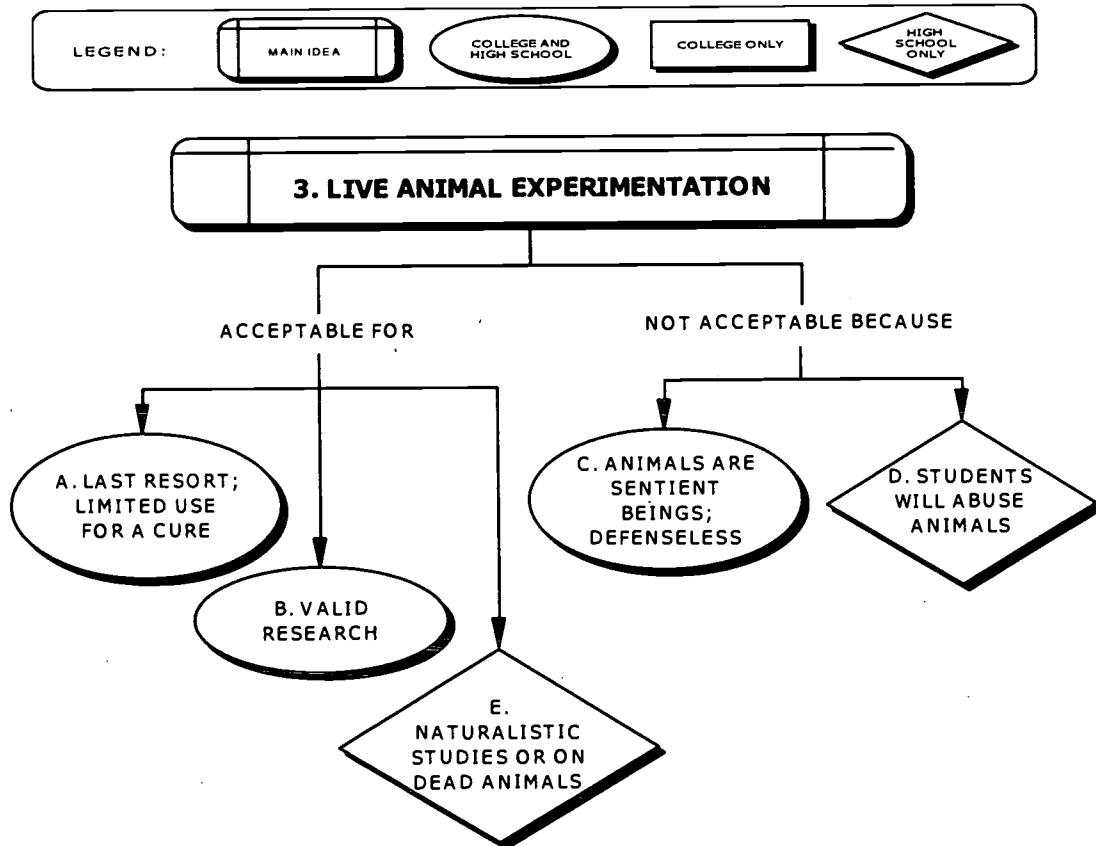 LEGEND:
MAIN IDEA
COLLEGE AND
HIGH SCHOOL
COLLEGE ONLY
HIGH
SCHOOL
ONLY
3. LIVE ANIMAL EXPERIMENTATION
ACCEPTABLE FOR
NOT ACCEPTABLE BECAUSE
A. LAST RESORT;
LIMITED USE
FOR A CURE
B. VALID
RESEARCH
E.
NATURALISTIC
STUDIES OR ON
DEAD ANIMALS
C. ANIMALS ARE
SENTIENT
BEINGS;
DEFENSELESS
D. STUDENTS
WILL ABUSE
ANIMALS